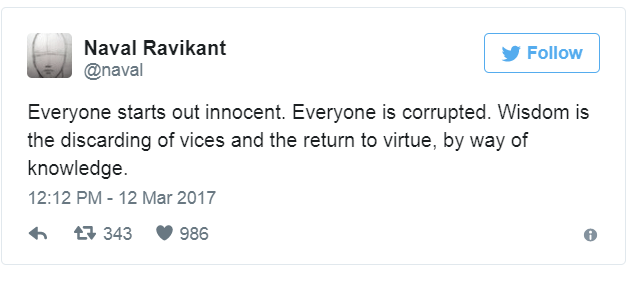 Naval Ravikant
@naval
Follow
Everyone starts out innocent. Everyone is corrupted. Wisdom is
the discarding of vices and the return to virtue, by way of
knowledge.
12:12 PM - 12 Mar 2017
343 986